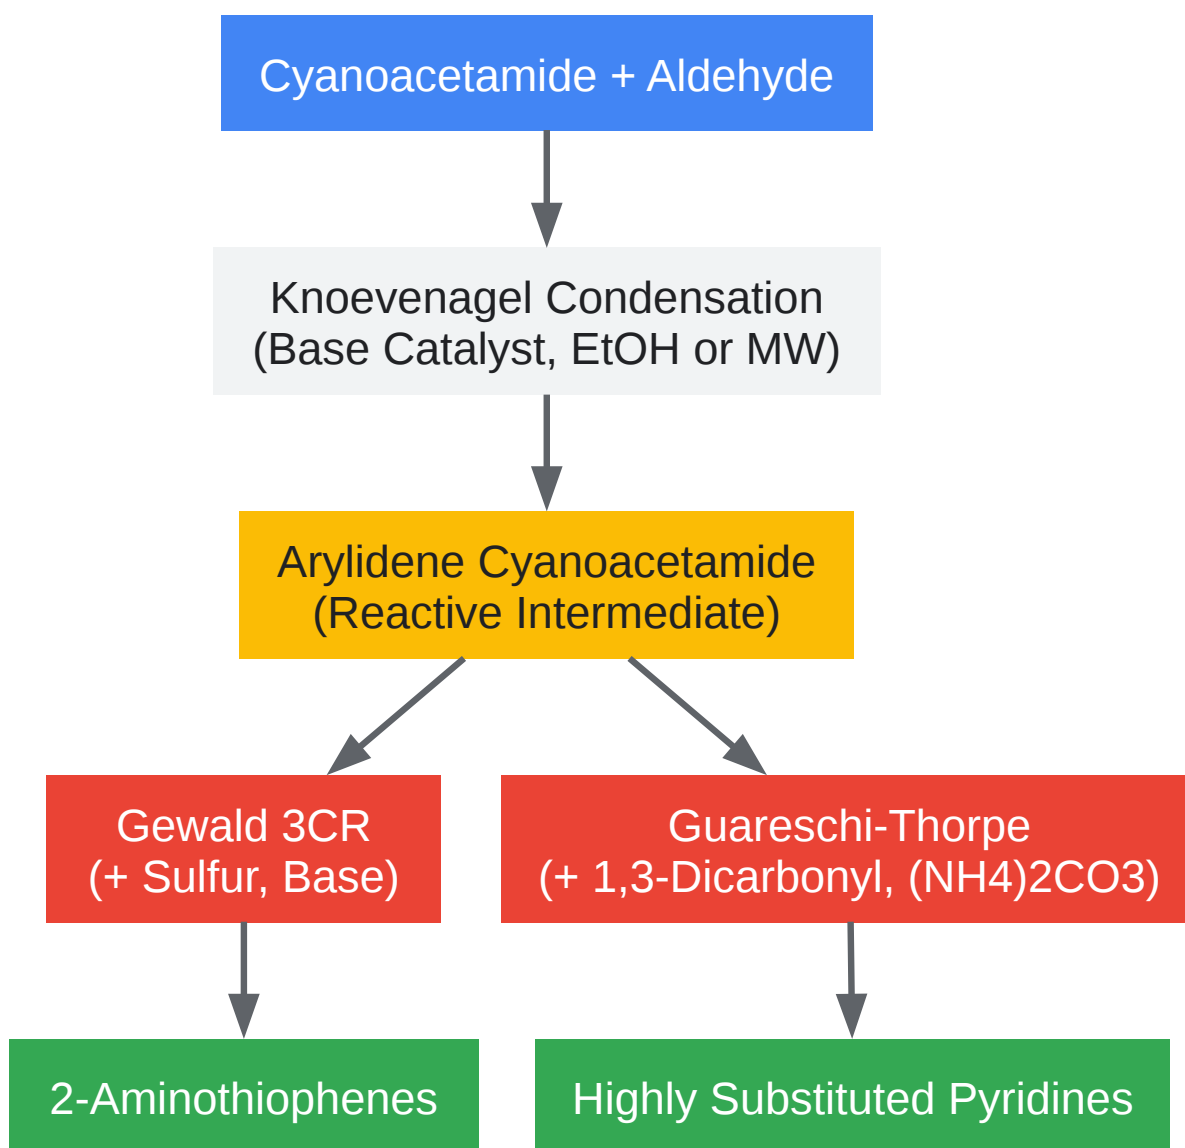 Cyanoacetamide + Aldehyde
Knoevenagel Condensation
(Base Catalyst, EtOH or MW)
Arylidene Cyanoacetamide
(Reactive Intermediate)
Gewald 3CR
(+ Sulfur, Base)
Guareschi-Thorpe
(+ 1,3-Dicarbonyl, (NH4)2CO3)
2-Aminothiophenes
Highly Substituted Pyridines